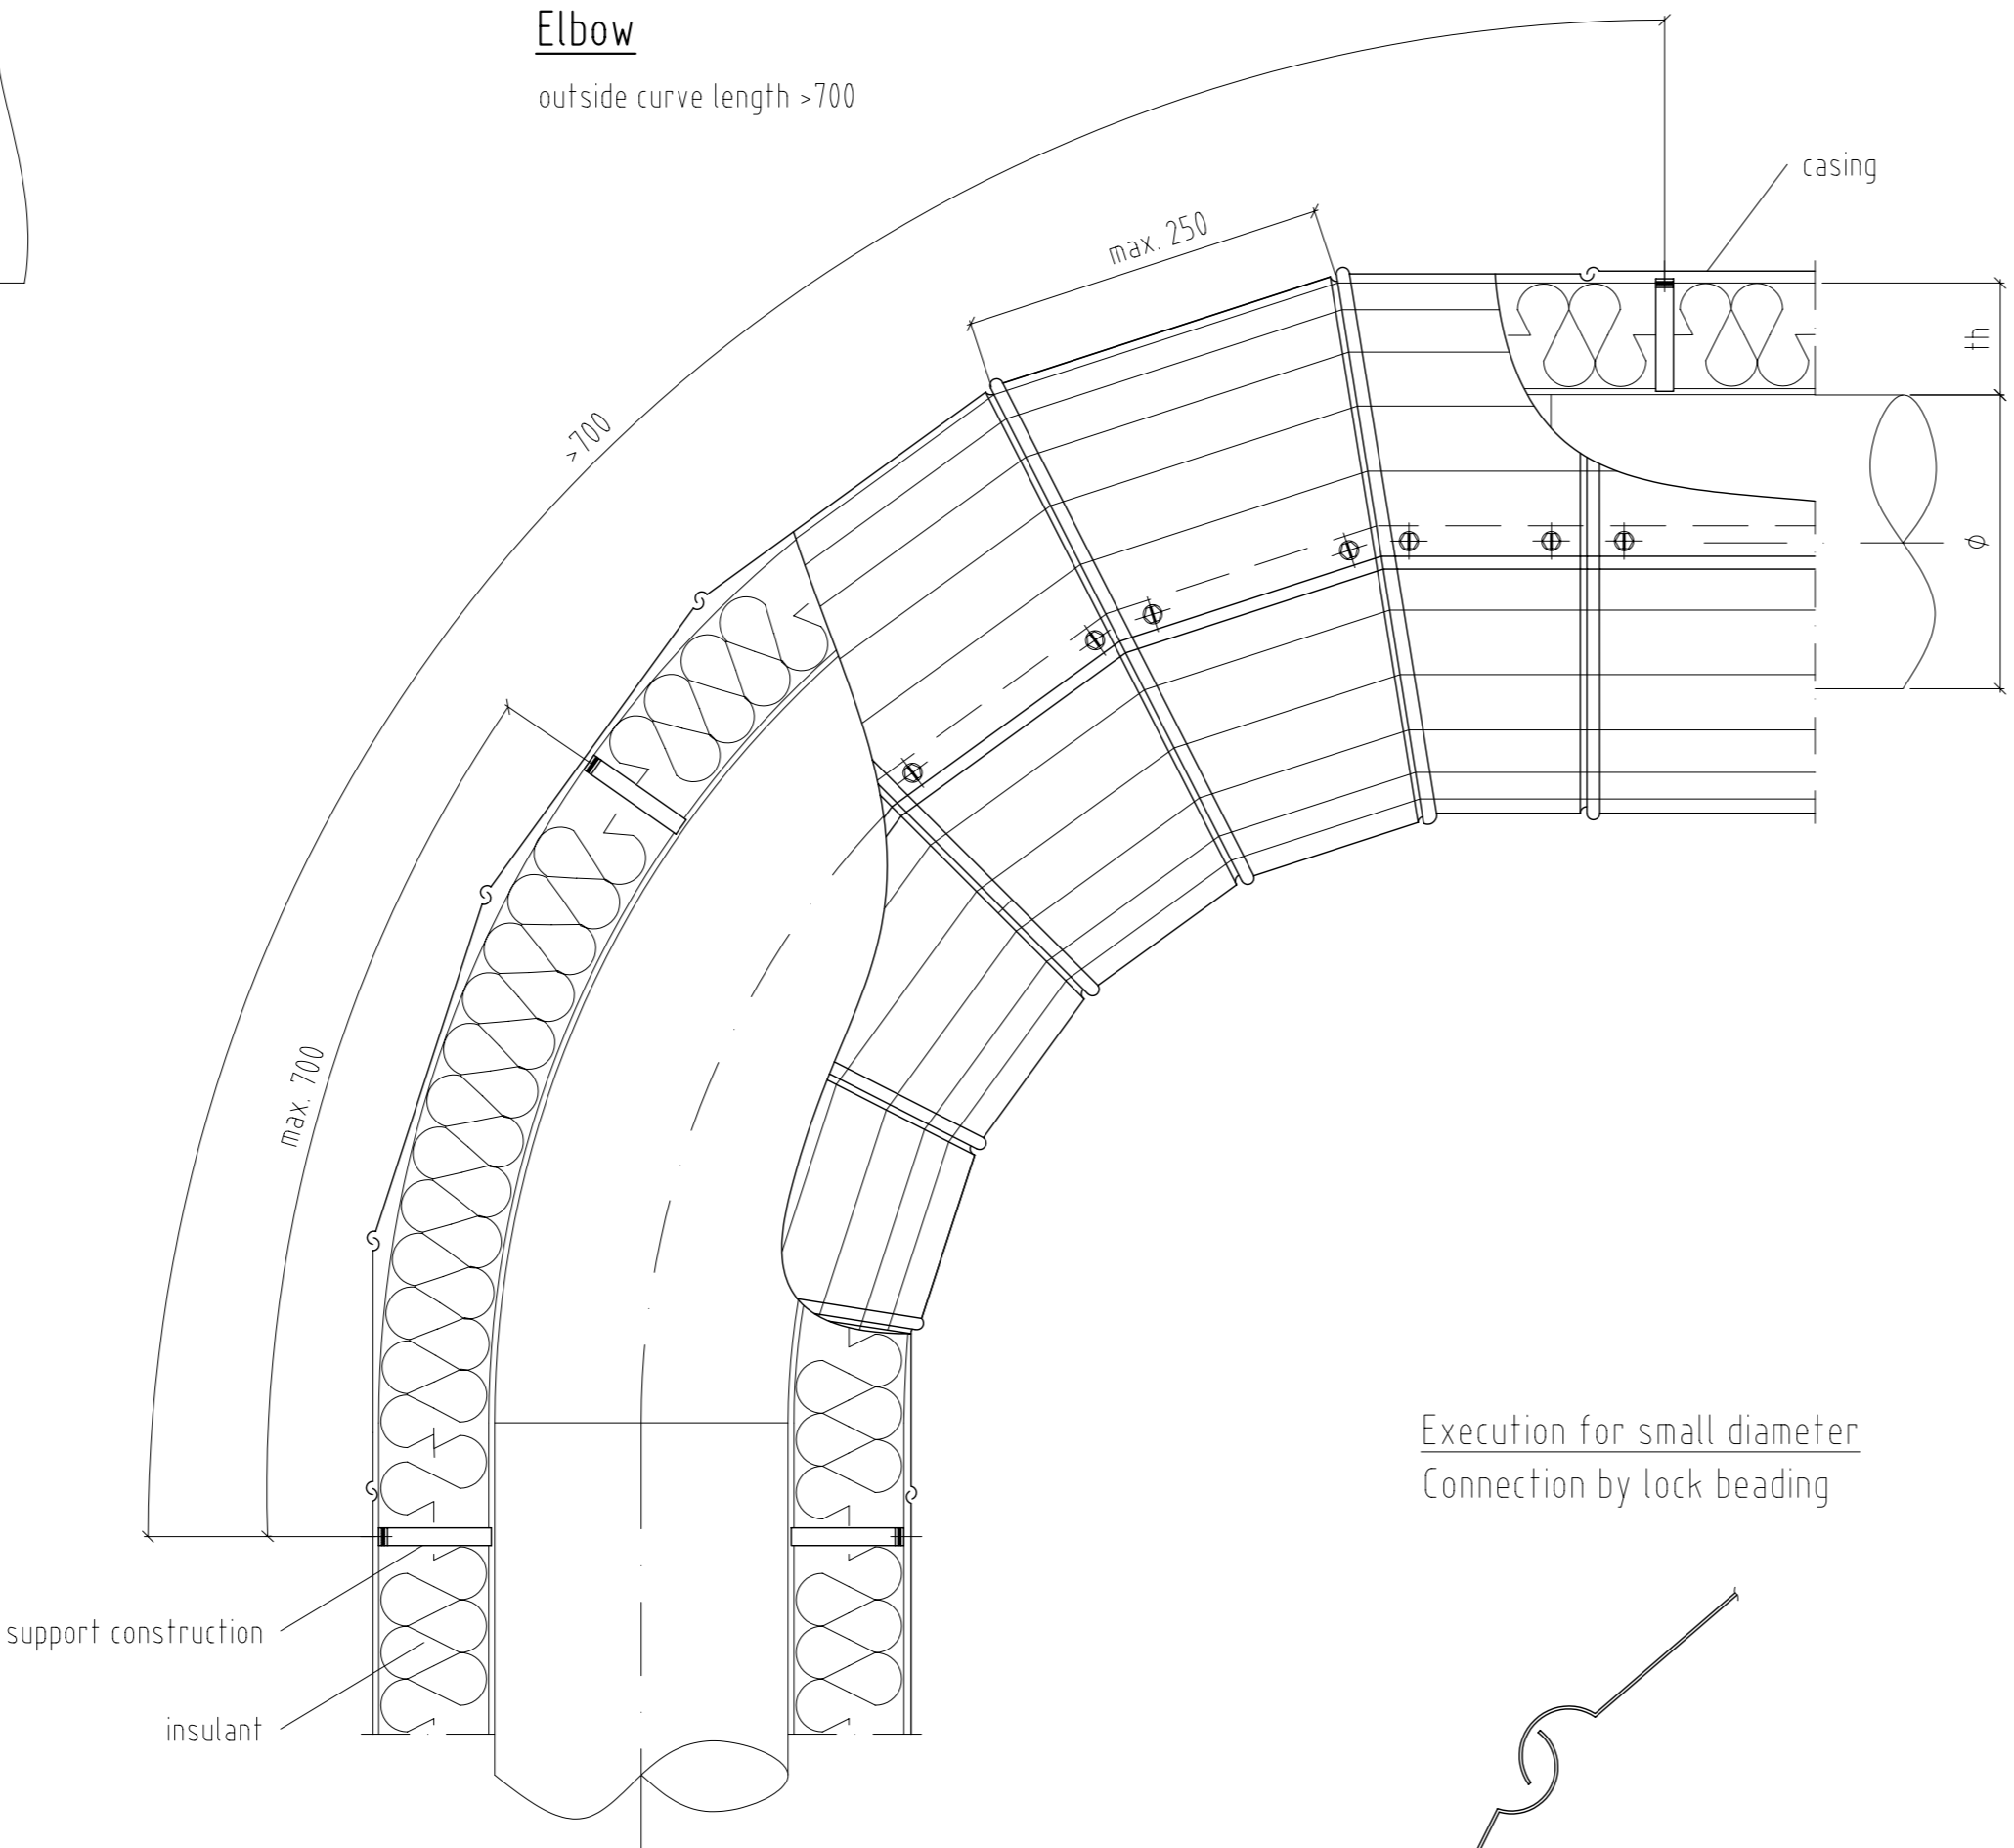 Elbow
outside curve length >700
casing
max. 250
th
>700
ø
max. 700
Execution for small diameter
Connection by lock beading
support construction
insulant